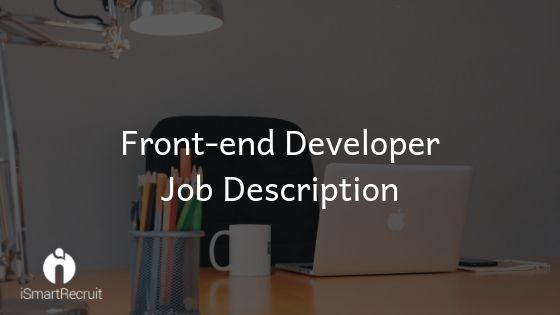 Front-end Developer
Job Description
iSmartRecruit